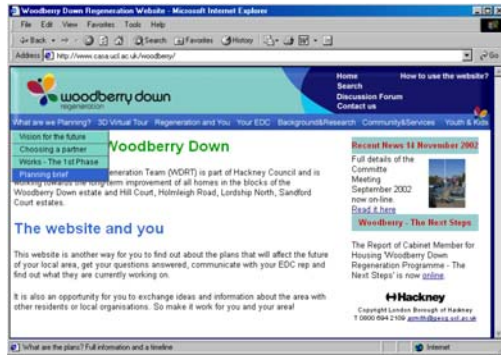 Woodberry Down Regeneration Website - Microsoft Internet Explorer
File Edit View Favorites Tools Help
Back Search Favorites History
Address http://www.casa.ucl.ac.uk/woodberry/ Go
Home How to use the website?
Search
Discussion Forum
Contact us
woodberry down
regeneration
What are we Planning? 3D Virtual Tour Regeneration and You Your EDC Background&Research Community&Services Youth & Kids
Vision for the future
Choosing a partner
Works - The 1st Phase
Planning brief
Woodberry Down
eneration Team (WDRT) is part of Hackney Council and is
working towards the long-term improvement of all homes in the blocks of the
Woodberry Down estate and Hill Court, Holmleigh Road, Lordship North, Sandford
Court estates.
The website and you
This website is another way for you to find out about the plans that will affect the future
of your local area, get your questions answered, communicate with your EDC rep and
find out what they are currently working on.
It is also an opportunity for you to exchange ideas and information about the area with
other residents or local organisations. So make it work for you and your area!
Recent News 14 November 2002
Full details of the
Committe
Meeting
September 2002
now on-line.
Read it here
Woodberry - The Next Steps
The Report of Cabinet Member for
Housing 'Woodberry Down
Regeneration Programme - The
Next Steps' is now online.
Hackney
Copyright London Borough of Hackney
T 0800 694 2109
What are the plans? Full information and a timeline
Internet